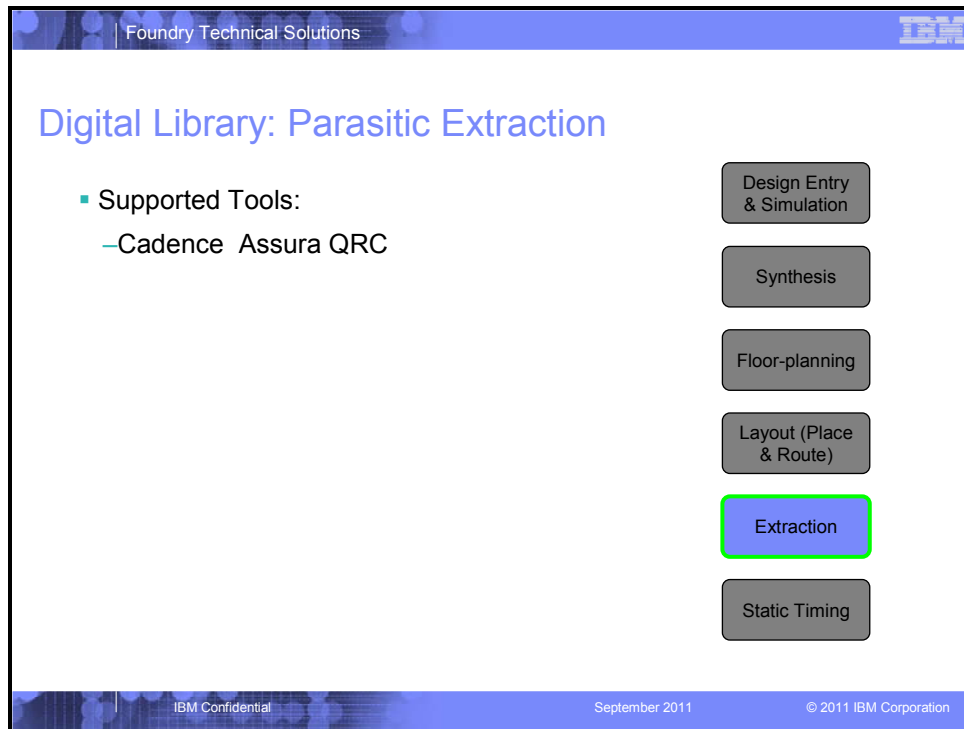 Foundry Technical Solutions
IBM
Digital Library: Parasitic Extraction
▪ Supported Tools:
–Cadence Assura QRC
Design Entry
& Simulation
Synthesis
Floor-planning
Layout (Place
& Route)
Extraction
Static Timing
IBM Confidential
September 2011
© 2011 IBM Corporation